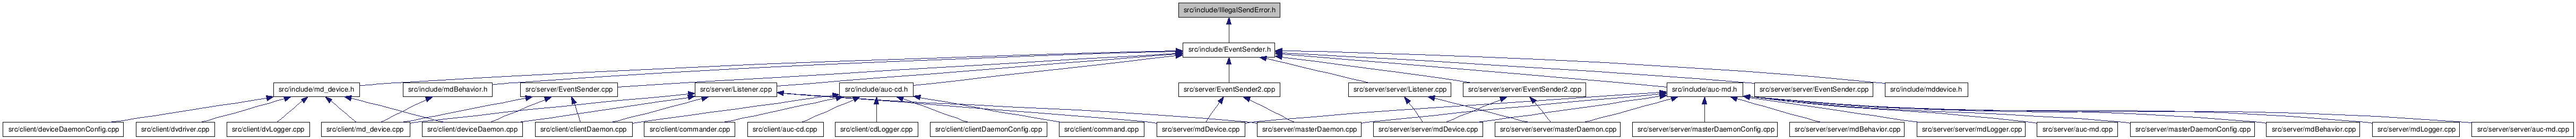 src/include/IllegalSendError.h
src/include/EventSender.h
src/include/md_device.h
src/include/mdBehavior.h
src/server/EventSender.cpp
src/server/Listener.cpp
src/include/auc-cd.h
src/server/EventSender2.cpp
src/server/server/Listener.cpp
src/server/server/EventSender2.cpp
src/include/auc-md.h
src/server/server/EventSender.cpp
src/include/mddevice.h
src/client/deviceDaemonConfig.cpp
src/client/dvdriver.cpp
src/client/dvLogger.cpp
src/client/md_device.cpp
src/client/deviceDaemon.cpp
src/client/clientDaemon.cpp
src/client/commander.cpp
src/client/auc-cd.cpp
src/client/cdLogger.cpp
src/client/clientDaemonConfig.cpp
src/client/command.cpp
src/server/mdDevice.cpp
src/server/masterDaemon.cpp
src/server/server/mdDevice.cpp
src/server/server/masterDaemon.cpp
src/server/server/masterDaemonConfig.cpp
src/server/server/mdBehavior.cpp
src/server/server/mdLogger.cpp
src/server/auc-md.cpp
src/server/masterDaemonConfig.cpp
src/server/mdBehavior.cpp
src/server/mdLogger.cpp
src/server/server/auc-md.cpp